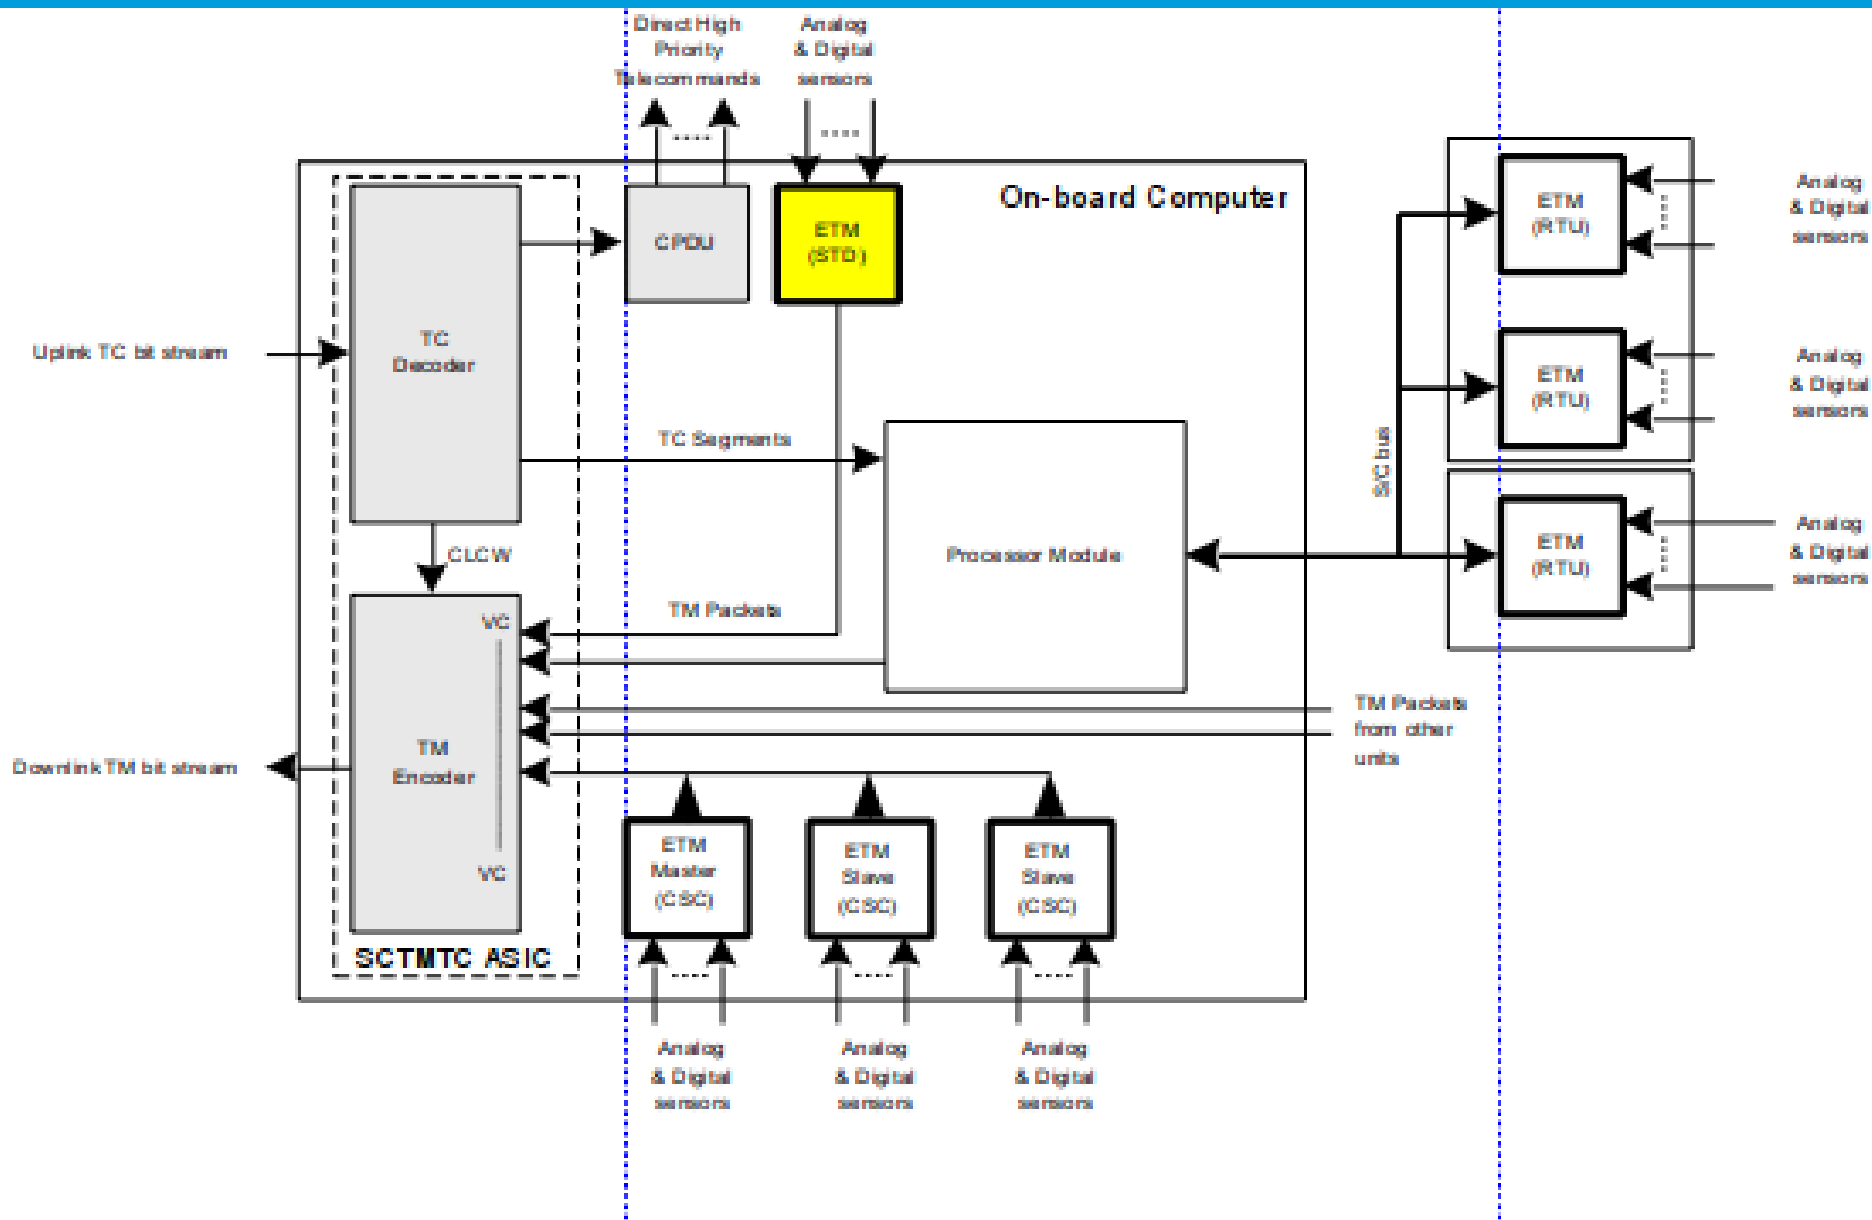 Direct High
Priority
Telecommands
Analog
& Digital
sensors
On-board Computer
CPDU
ETM
(STD)
Uplink TC bit stream
TC
Decoder
TC Segments
CLCW
Processor Module
TM Packets
VC
TM
Encoder
VC
Downlink TM bit stream
SCTMTC ASIC
ETM
Master
(CSC)
ETM
Slave
(CSC)
ETM
Slave
(CSC)
Analog
& Digital
sensors
Analog
& Digital
sensors
Analog
& Digital
sensors
TM Packets
from other
units
S/C bus
ETM
(RTU)
Analog
& Digital
sensors
ETM
(RTU)
Analog
& Digital
sensors
ETM
(RTU)
Analog
& Digital
sensors